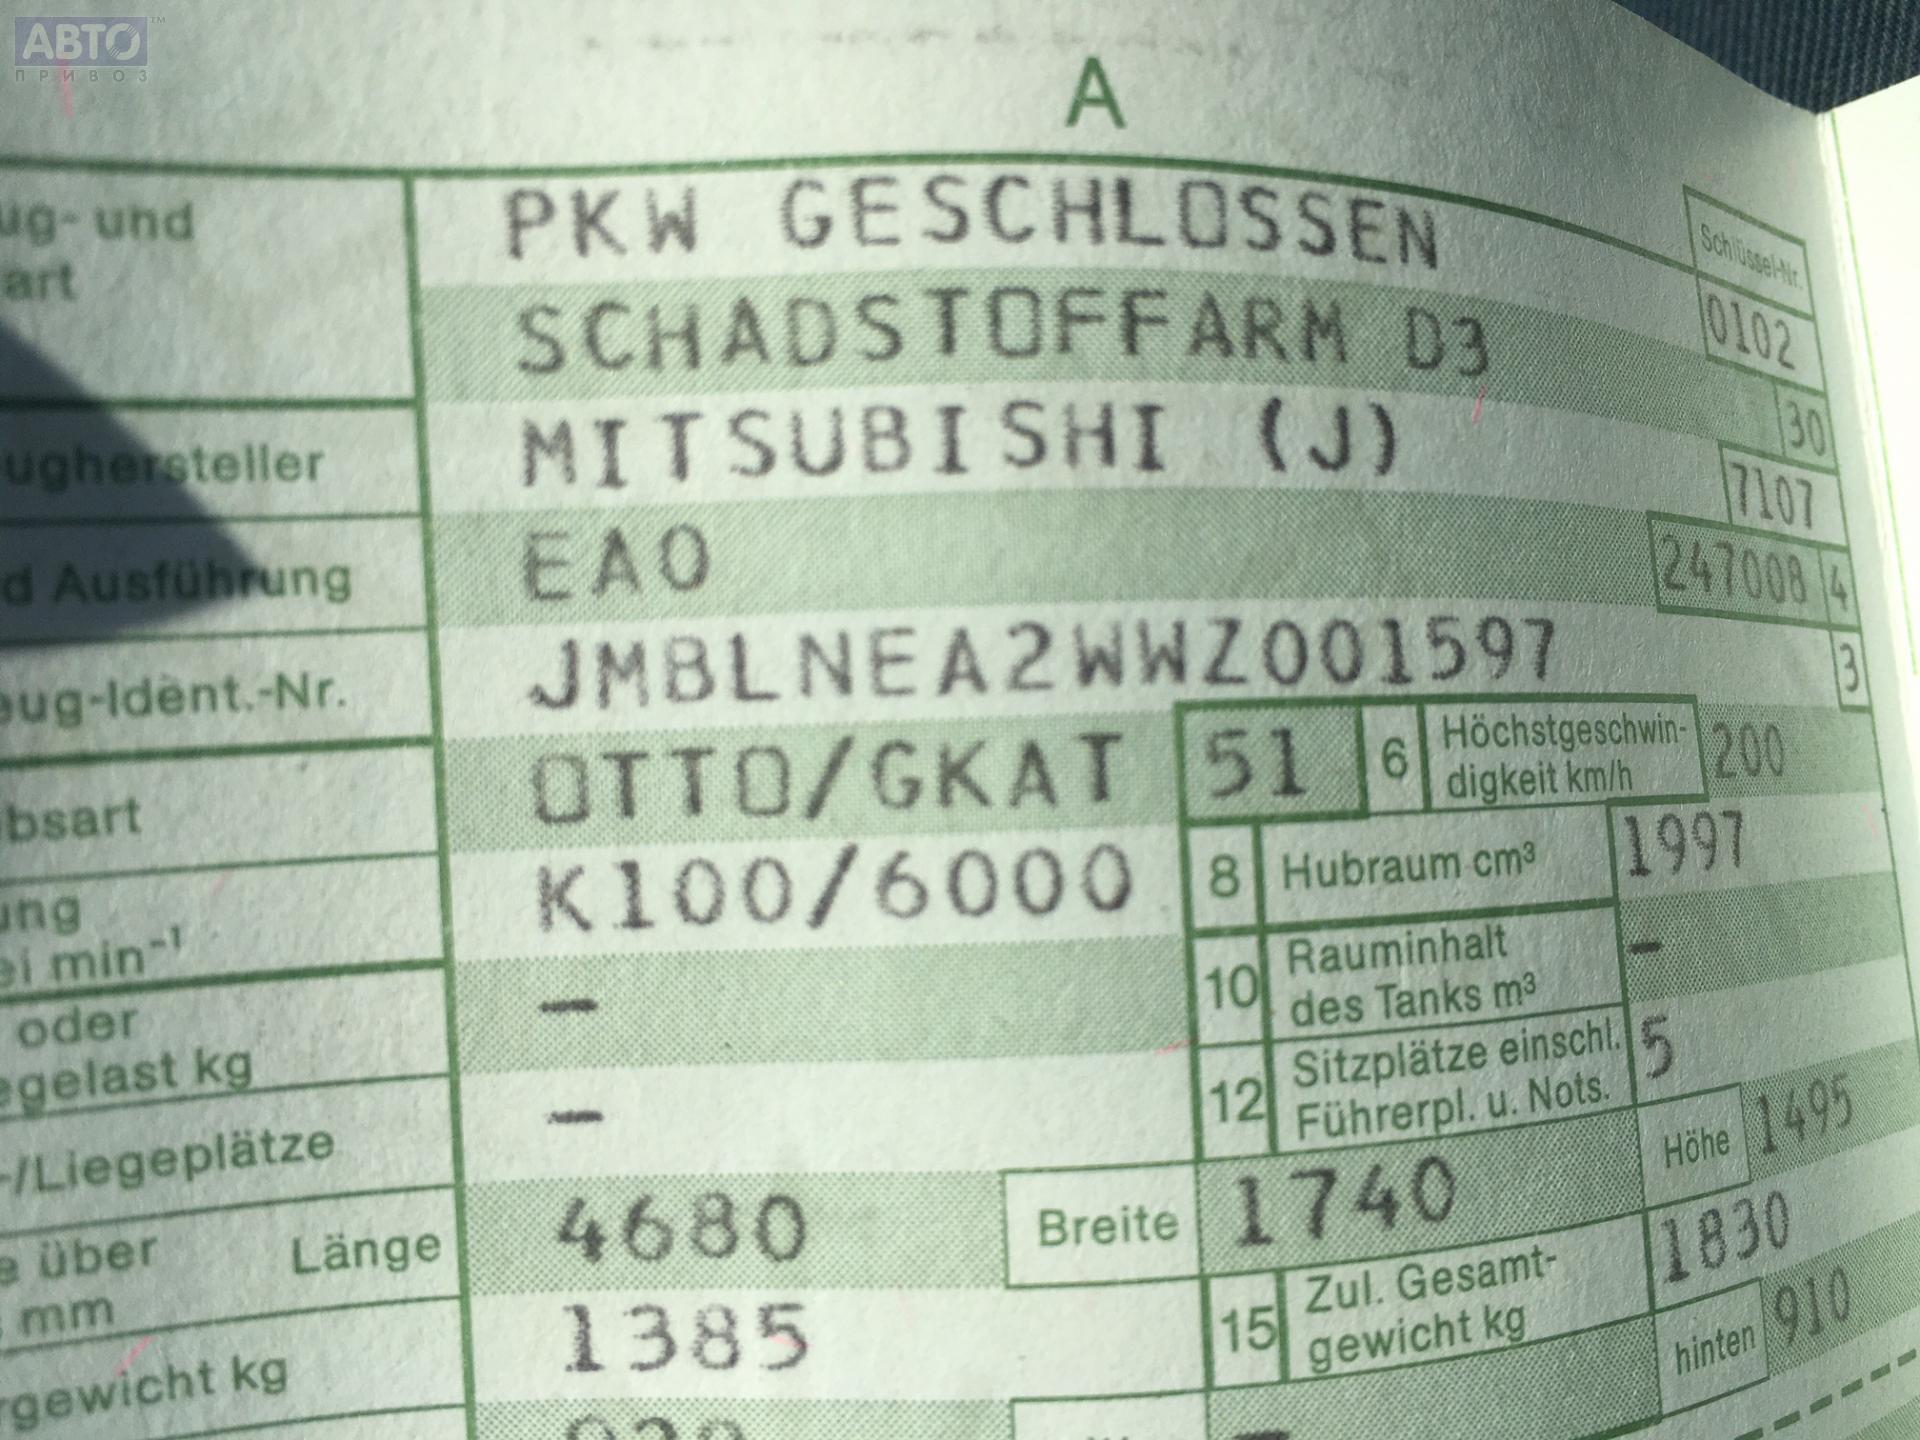 АВТО™
ПРИВОЗ
A
ug- und
art
PKW GESCHLOSSEN
Schlüssel-Nr.
0102
SCHADSTOFFARM D3
30
ughersteller
MITSUBISHI (J)
7107
d Ausführung
EAO
247008 4
eug-Ident.-Nr.
JMBLNEA2WWZ001597
3
bsart
OTTO/GKAT
51
6
Höchstgeschwin-
digkeit km/h
200
ung
ei min-1
K100/6000
8
Hubraum cm³
1997
oder
egelast kg
-
10
Rauminhalt
des Tanks m³
-
-/Liegeplätze
-
12
Sitzplätze einschl.
Führerpl. u. Nots.
5
e über
mm
Länge
4680
Breite
1740
Höhe
1495
rgewicht kg
1385
15
Zul. Gesamt-
gewicht kg
1830
hinten
910